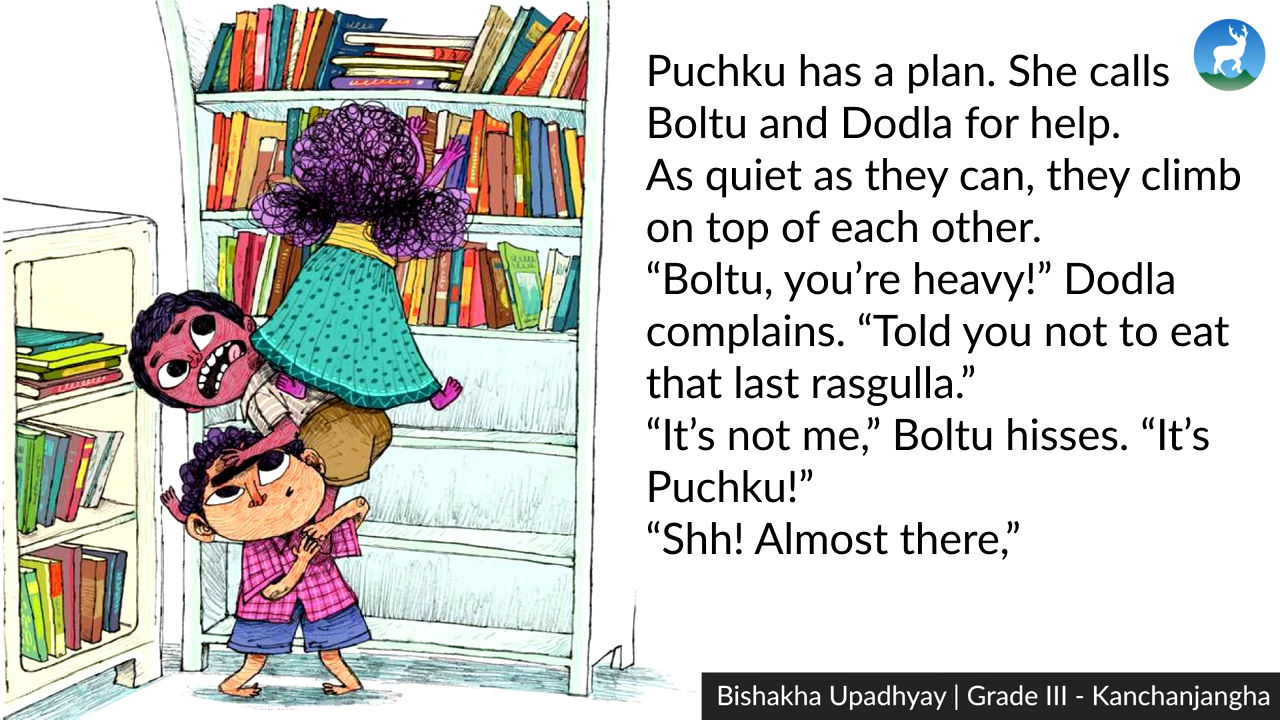 Puchku has a plan. She calls
Boltu and Dodla for help.
As quiet as they can, they climb
on top of each other.
“Boltu, you’re heavy!” Dodla
complains. “Told you not to eat
that last rasgulla.”
“It’s not me,” Boltu hisses. “It’s
Puchku!”
“Shh! Almost there,”
Bishakha Upadhyay | Grade III - Kanchanjangha